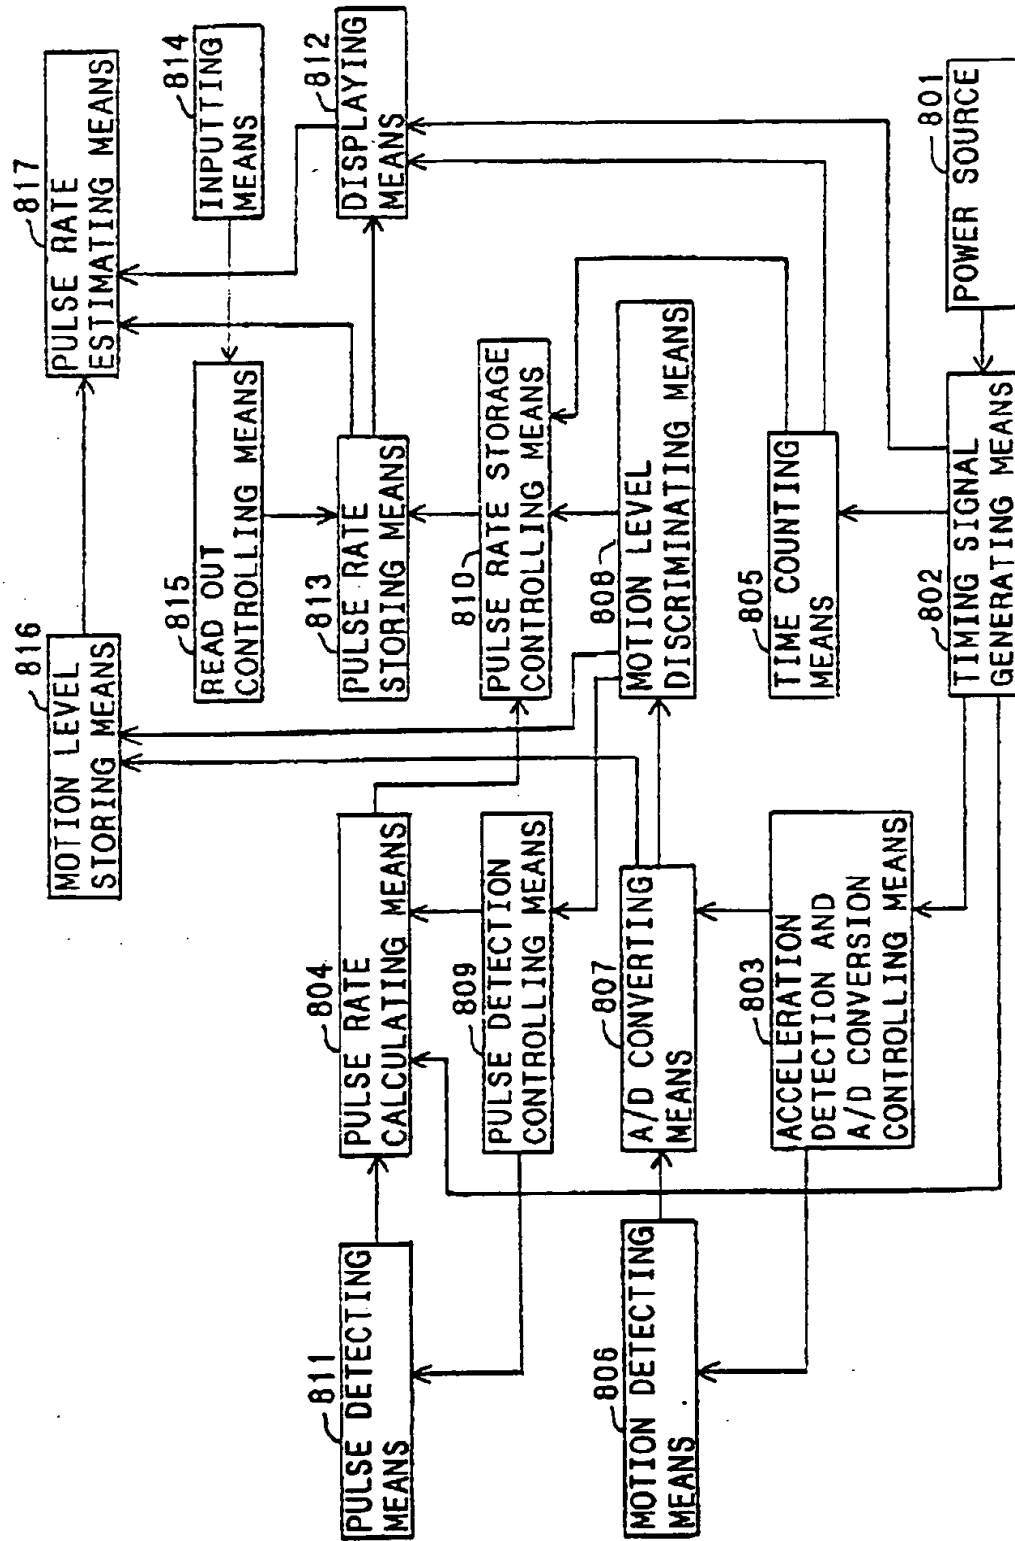 817
PULSE RATE
ESTIMATING MEANS
816
MOTION LEVEL
STORING MEANS
814
INPUTTING
MEANS
815
READ OUT
CONTROLLING MEANS
812
DISPLAYING
MEANS
813
PULSE RATE
STORING MEANS
804
PULSE RATE
CALCULATING MEANS
811
PULSE DETECTING
MEANS
810
PULSE RATE STORAGE
CONTROLLING MEANS
809
PULSE DETECTION
CONTROLLING MEANS
808
MOTION LEVEL
DISCRIMINATING MEANS
807
A/D CONVERTING
MEANS
806
MOTION DETECTING
MEANS
805
TIME COUNTING
MEANS
803
ACCELERATION
DETECTION AND
A/D CONVERSION
CONTROLLING MEANS
801
POWER SOURCE
802
TIMING SIGNAL
GENERATING MEANS